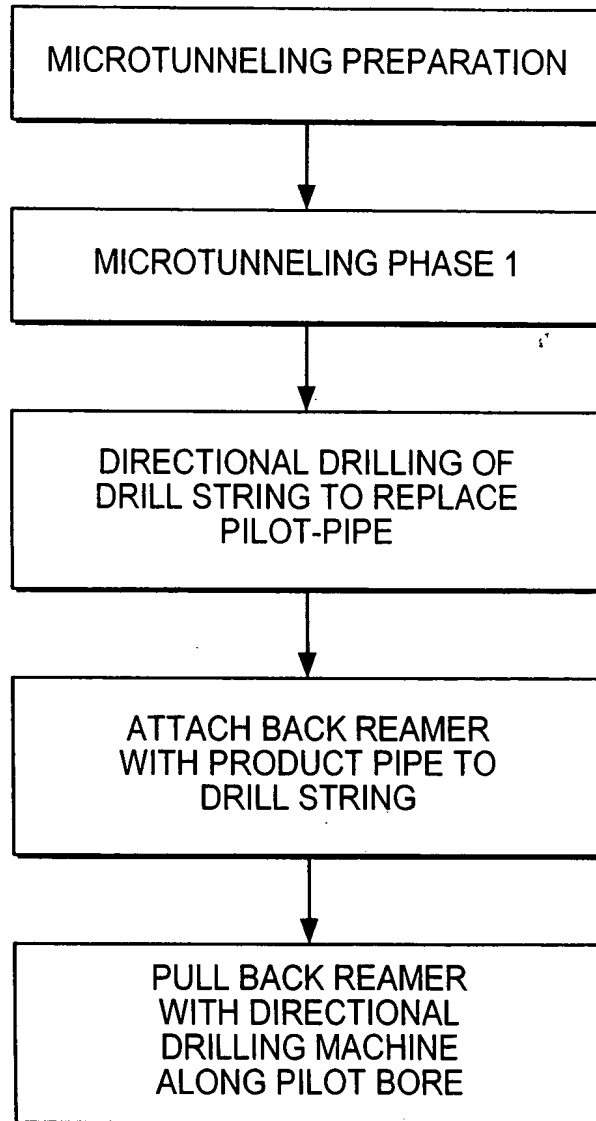 MICROTUNNELING PREPARATION
MICROTUNNELING PHASE 1
DIRECTIONAL DRILLING OF
DRILL STRING TO REPLACE
PILOT-PIPE
ATTACH BACK REAMER
WITH PRODUCT PIPE TO
DRILL STRING
PULL BACK REAMER
WITH DIRECTIONAL
DRILLING MACHINE
ALONG PILOT BORE